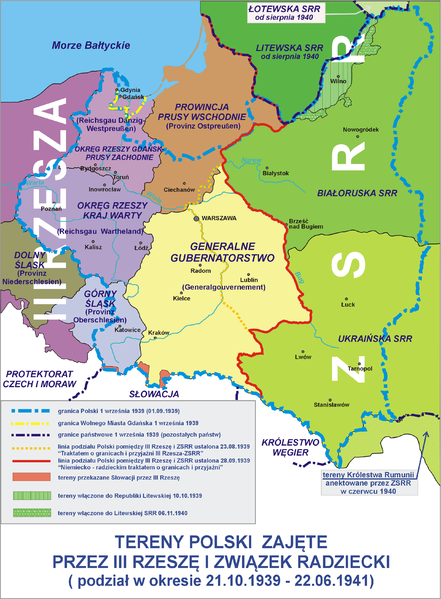 ŁOTEWSKA SRR
od sierpnia 1940
Morze Bałtyckie
LITEWSKA SRR
od sierpnia 1940
Wilno
Gdynia
Gdańsk
(Reichsgau Danzig-
Westpreußen)
PROWINCJA
PRUSY WSCHODNIE
(Provinz Ostpreußen)
Nowogródek
OKRĘG RZESZY GDAŃSK-
PRUSY ZACHODNIE
Bydgoszcz
Toruń
Inowrocław
Białystok
Ciechanów
BIAŁORUSKA SRR
III RZESZA
ZSRR
Poznań
OKRĘG RZESZY
KRAJ WARTY
(Reichsgau Wartheland)
Kalisz
Łódź
WARSZAWA
Brześć
nad Bugiem
GENERALNE
GUBERNATORSTWO
Radom
Lublin
(Generalgouvernement)
Kielce
DOLNY
ŚLĄSK
(Provinz
Niederschlesien)
GÓRNY
ŚLĄSK
(Provinz
Oberschlesien)
Katowice
Kraków
Łuck
UKRAIŃSKA SRR
Lwów
Tarnopol
Stanisławów
PROTEKTORAT
CZECH I MORAW
SŁOWACJA
KRÓLESTWO
WĘGIER
tereny Królestwa Rumunii
anektowane przez ZSRR
w czerwcu 1940
granica Polski 1 września 1939 (01.09.1939)
granica Wolnego Miasta Gdańska 1 września 1939
granice państwowe 1 września 1939 (pozostałych państw)
linia podziału Polski pomiędzy III Rzeszę i ZSRR ustalona 23.08.1939
"Traktatem o granicach i przyjaźni III Rzesza-ZSRR"
linia podziału Polski pomiędzy III Rzeszę i ZSRR ustalona 28.09.1939
"Niemiecko - radzieckim traktatem o granicach i przyjaźni"
tereny przekazane Słowacji przez III Rzeszę
tereny włączone do Republiki Litewskiej 10.10.1939
tereny włączone do Litewskiej SRR 06.11.1940
TERENY POLSKI ZAJĘTE
PRZEZ III RZESZĘ I ZWIĄZEK RADZIECKI
( podział w okresie 21.10.1939 - 22.06.1941)